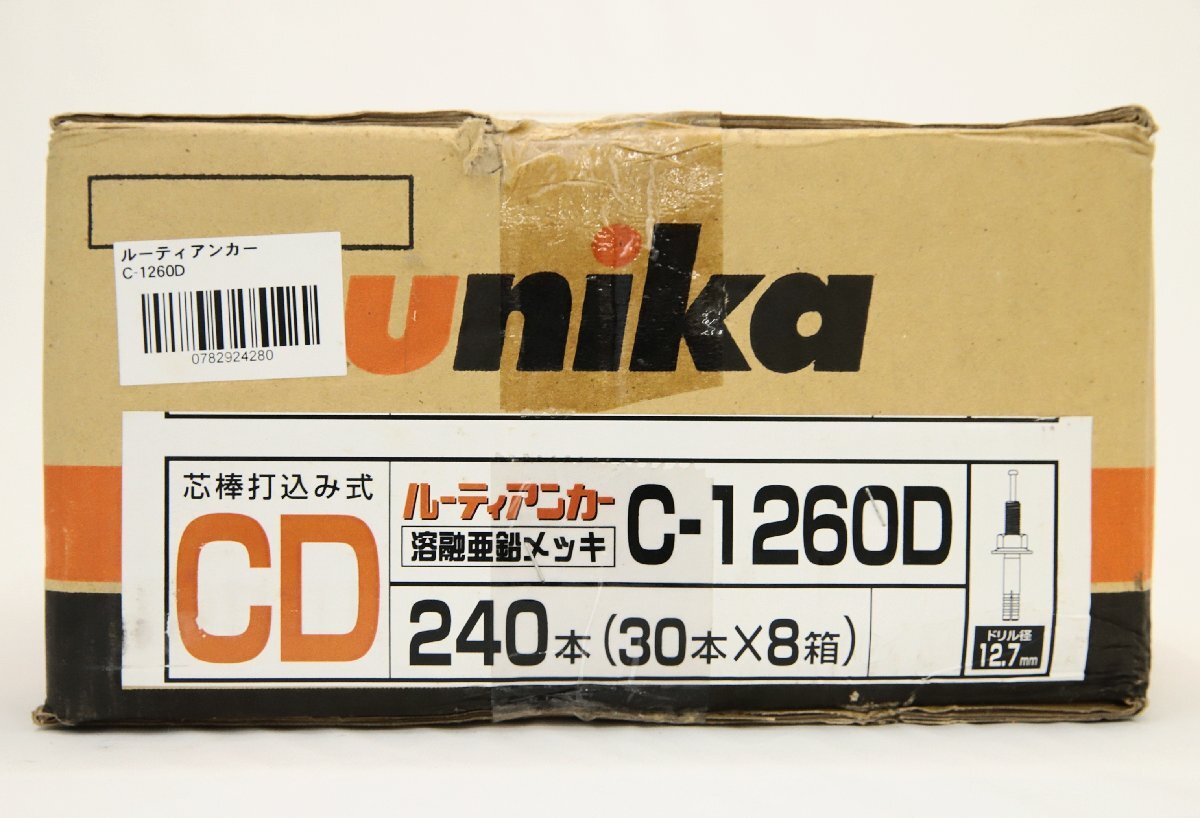 ルーティアンカー
C-1260D
0782924280
unika
芯棒打込み式
CD
ルーティアンカー
溶融亜鉛メッキ
C-1260D
240本(30本×8箱)
ドリル径
12.7mm